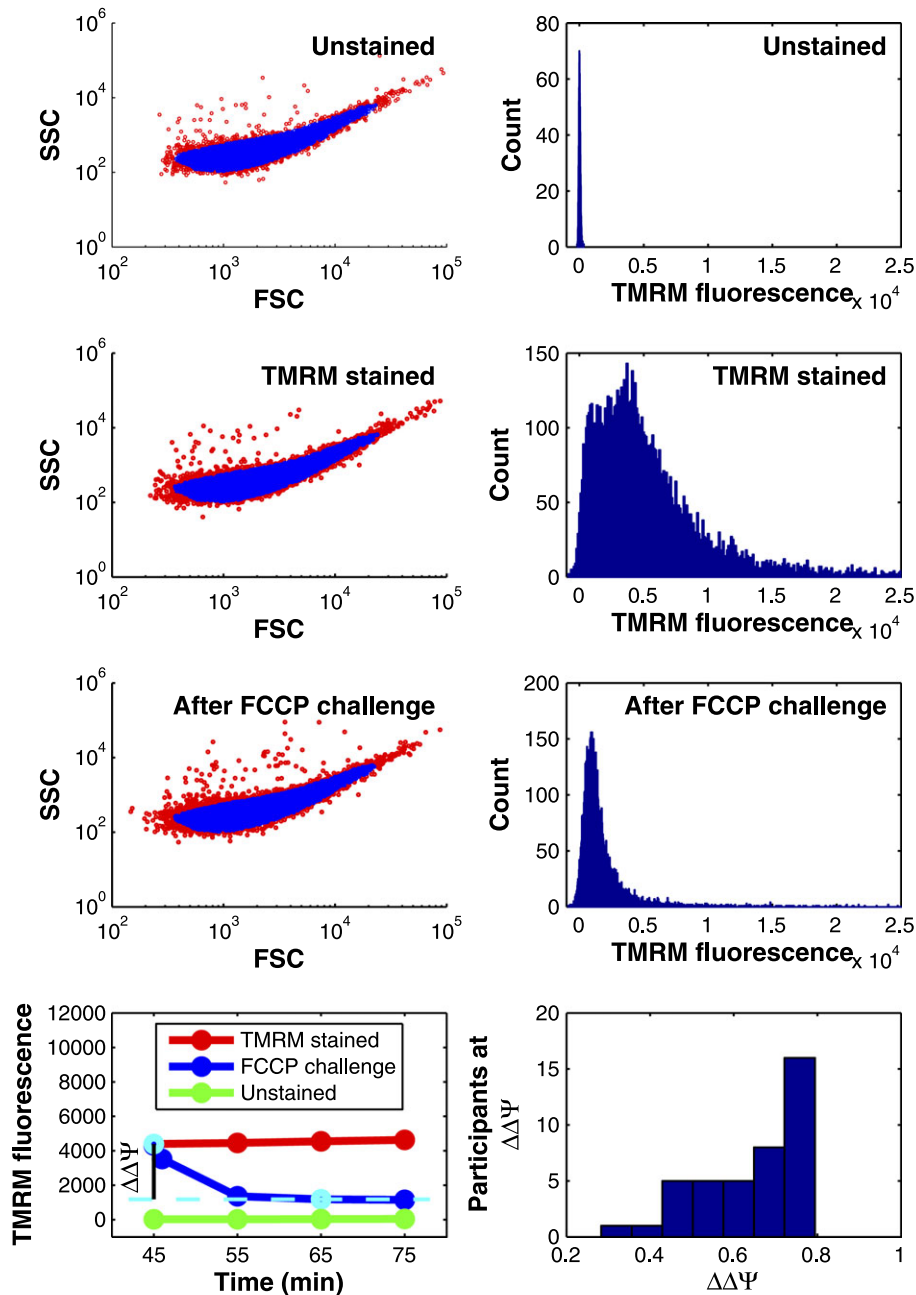 Unstained
SSC
10^6
10^4
10^2
10^0
10^2 10^3 10^4 10^5
FSC
Unstained
Count
80
60
40
20
0
0 0.5 1 1.5 2 2.5
TMRM fluorescence x 10^4
TMRM stained
SSC
10^6
10^4
10^2
10^0
10^2 10^3 10^4 10^5
FSC
TMRM stained
Count
150
100
50
0
0 0.5 1 1.5 2 2.5
TMRM fluorescence x 10^4
After FCCP challenge
SSC
10^6
10^4
10^2
10^0
10^2 10^3 10^4 10^5
FSC
After FCCP challenge
Count
200
150
100
50
0
0 0.5 1 1.5 2 2.5
TMRM fluorescence x 10^4
TMRM fluorescence
12000
10000
8000
6000
4000
2000
0
TMRM stained
FCCP challenge
Unstained
ΔΔΨ
45 55 65 75
Time (min)
Participants at
ΔΔΨ
20
15
10
5
0
0.2 0.4 0.6 0.8 1
ΔΔΨ